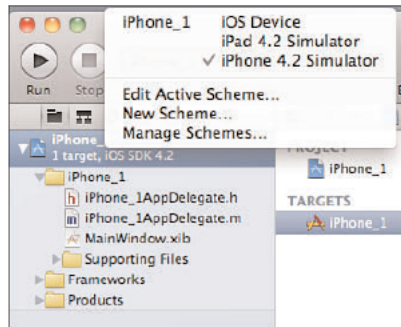 iPhone_1 iOS Device
iPad 4.2 Simulator
✓ iPhone 4.2 Simulator
Run Stop
Edit Active Scheme...
New Scheme...
Manage Schemes...
iPhone_
1 target, iOS SDK 4.2
PROJECT
iPhone_1
iPhone_1
h iPhone_1AppDelegate.h
TARGETS
m iPhone_1AppDelegate.m
iPhone_1
MainWindow.xib
Supporting Files
Frameworks
Products